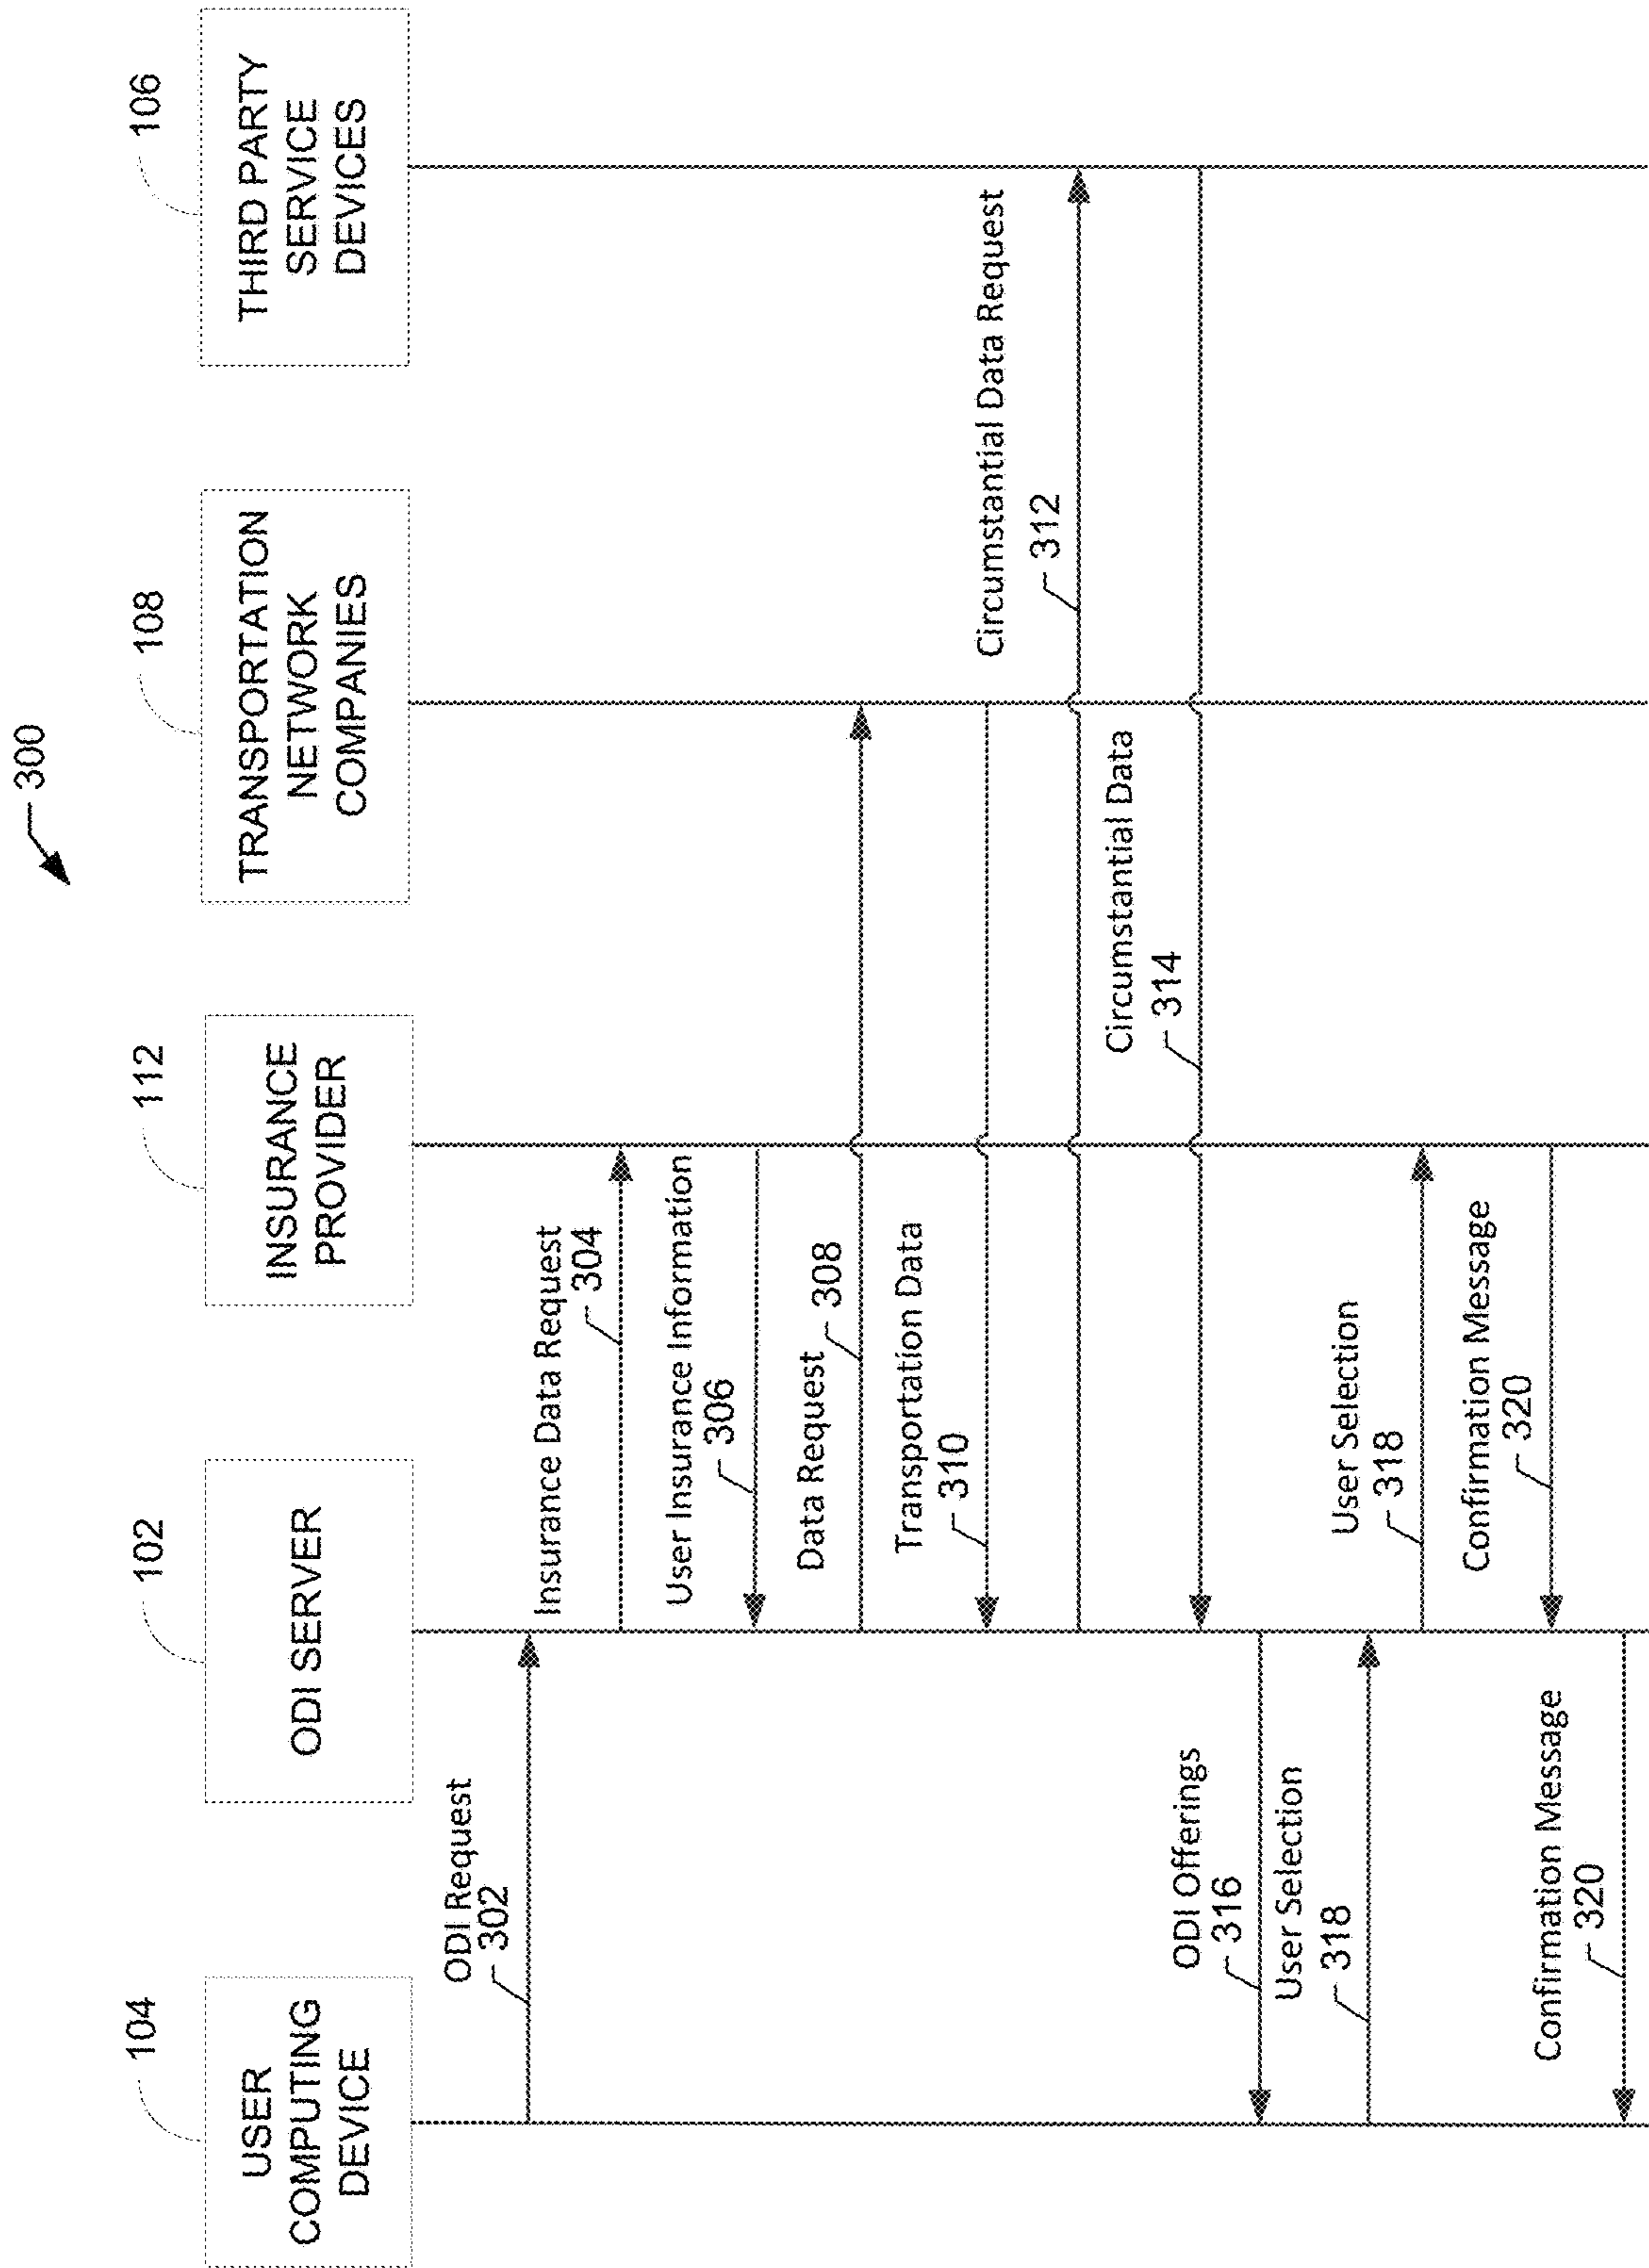 300
104
102
112
108
106
USER
COMPUTING
DEVICE
ODI SERVER
INSURANCE
PROVIDER
TRANSPORTATION
NETWORK
COMPANIES
THIRD PARTY
SERVICE
DEVICES
ODI Request
302
Insurance Data Request
304
User Insurance Information
306
Data Request
308
Transportation Data
310
Circumstantial Data Request
312
Circumstantial Data
314
ODI Offerings
316
User Selection
318
User Selection
318
Confirmation Message
320
Confirmation Message
320